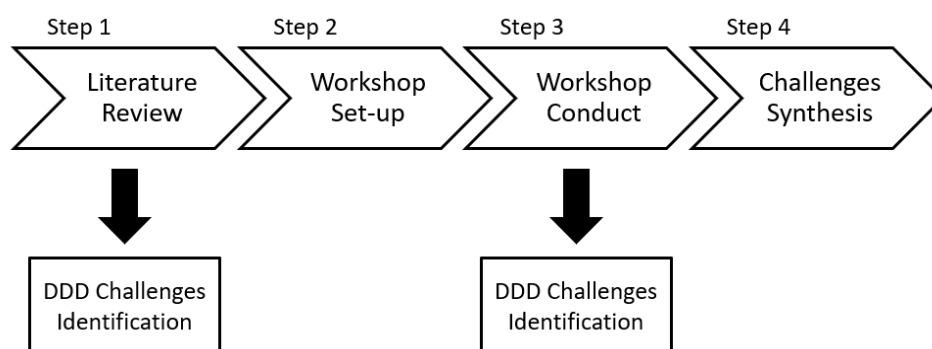 Step 1
Step 2
Step 3
Step 4
Literature
Review
Workshop
Set-up
Workshop
Conduct
Challenges
Synthesis
DDD Challenges
Identification
DDD Challenges
Identification